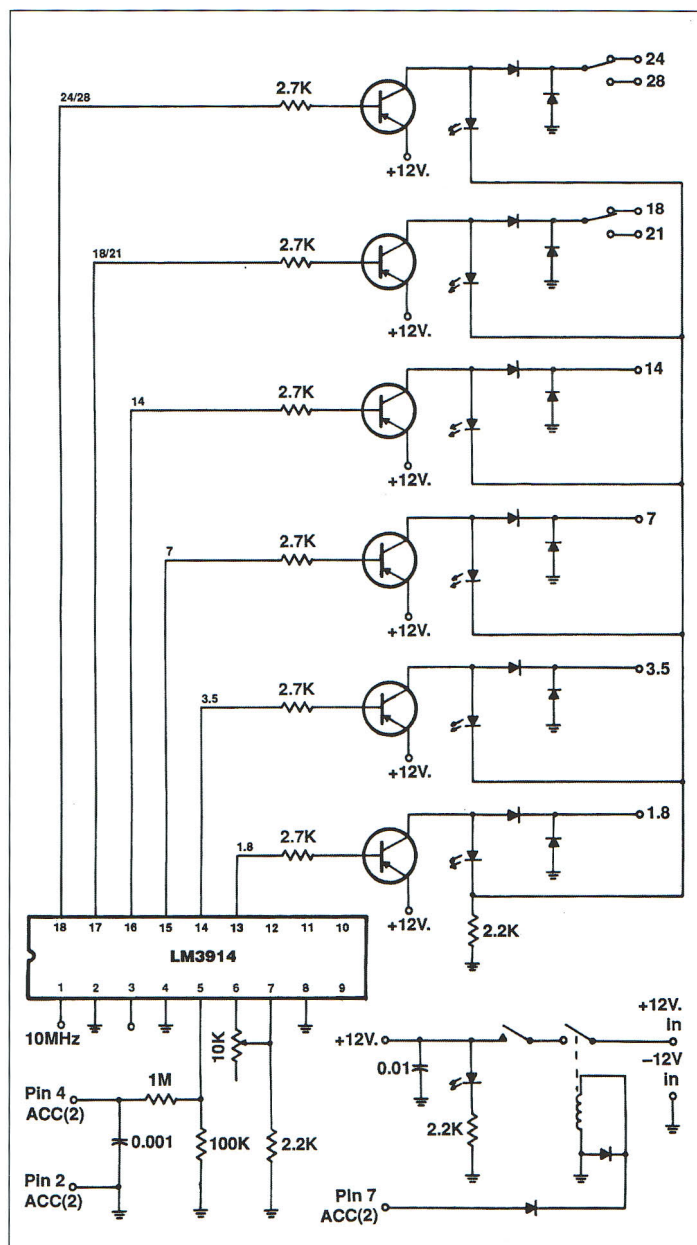 24
28
24/28
2.7K
+12V.
18
21
18/21
2.7K
+12V.
14
14
2.7K
+12V.
7
7
2.7K
+12V.
3.5
3.5
2.7K
+12V.
1.8
1.8
2.7K
+12V.
2.2K
18 17 16 15 14 13 12 11 10
LM3914
1 2 3 4 5 6 7 8 9
10MHz
10K
+12V.
+12V.
in
–12V
in
0.01
2.2K
Pin 4
ACC(2)
1M
0.001
100K
2.2K
Pin 2
ACC(2)
Pin 7
ACC(2)